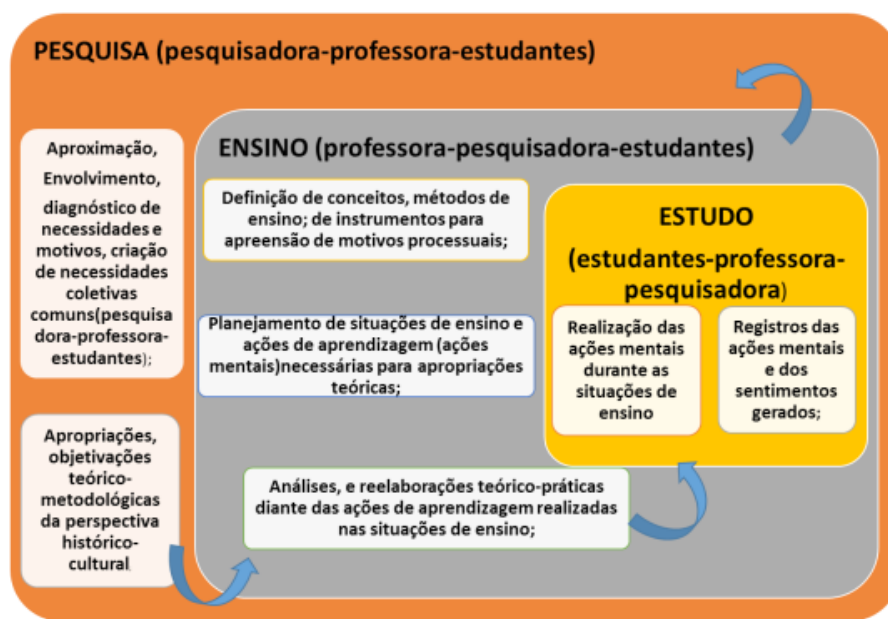 PESQUISA (pesquisadora-professora-estudantes)
Aproximação,
Envolvimento,
diagnóstico de
necessidades e
motivos, criação
de necessidades
coletivas
comuns(pesquisa
dora-professora-
estudantes);
Apropriações,
objetivações
teórico-
metodológicas
da perspectiva
histórico-
cultural
ENSINO (professora-pesquisadora-estudantes)
Definição de conceitos, métodos de
ensino; de instrumentos para
apreensão de motivos processuais;
Planejamento de situações de ensino e
ações de aprendizagem (ações
mentais)necessárias para apropriações
teóricas;
Análises, e reelaborações teórico-práticas
diante das ações de aprendizagem realizadas
nas situações de ensino;
ESTUDO
(estudantes-professora-
pesquisadora)
Realização das
ações mentais
durante as
situações de
ensino
Registros das
ações mentais
e dos
sentimentos
gerados;